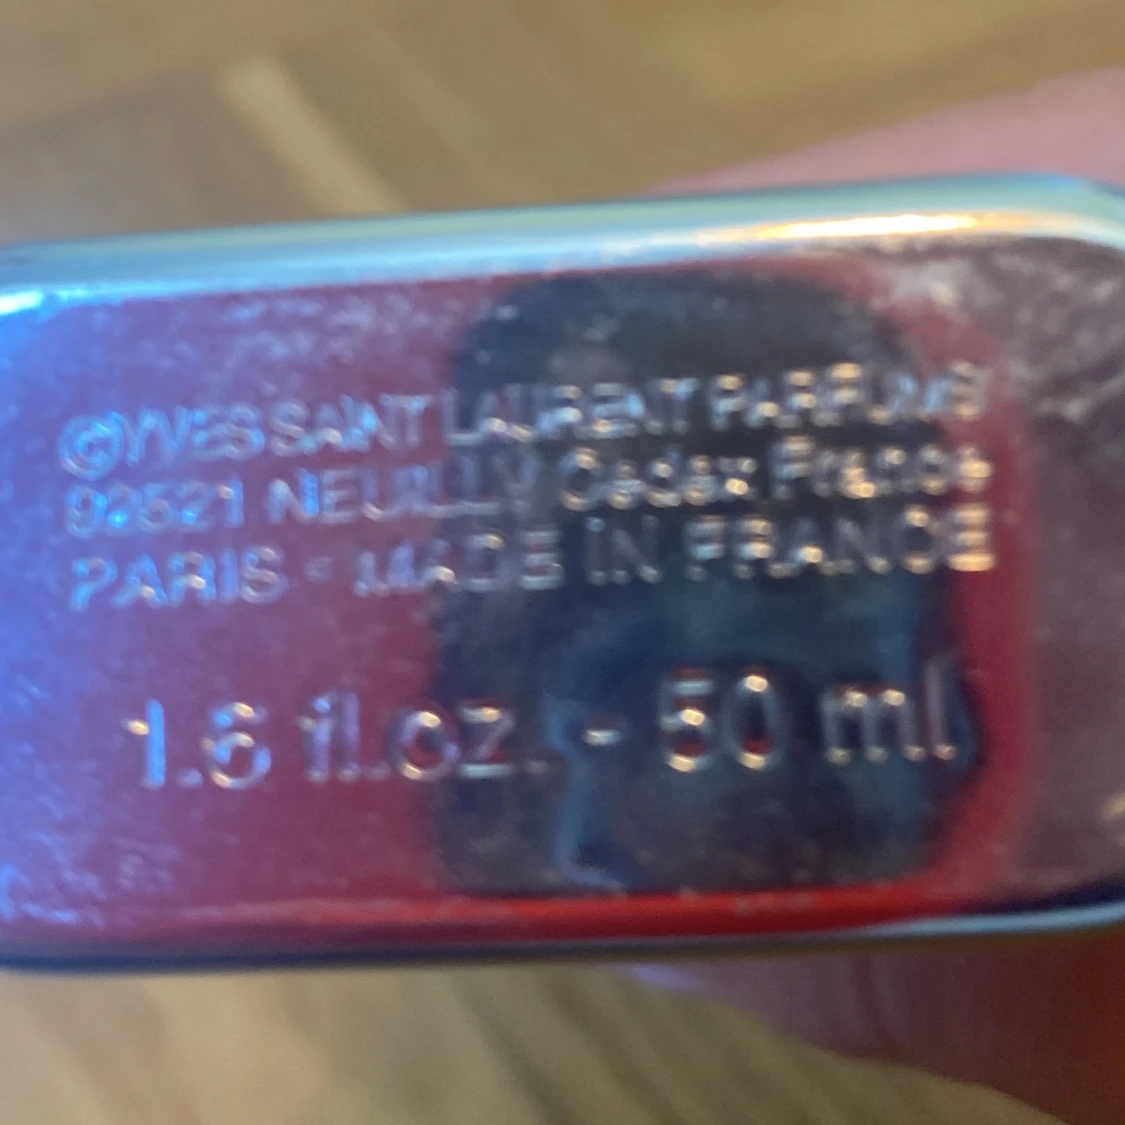 ©YVES SAINT LAURENT PARFUMS
92521 NEUILLY Cedex France
PARIS - MADE IN FRANCE
1.6 fl.oz. - 50 ml